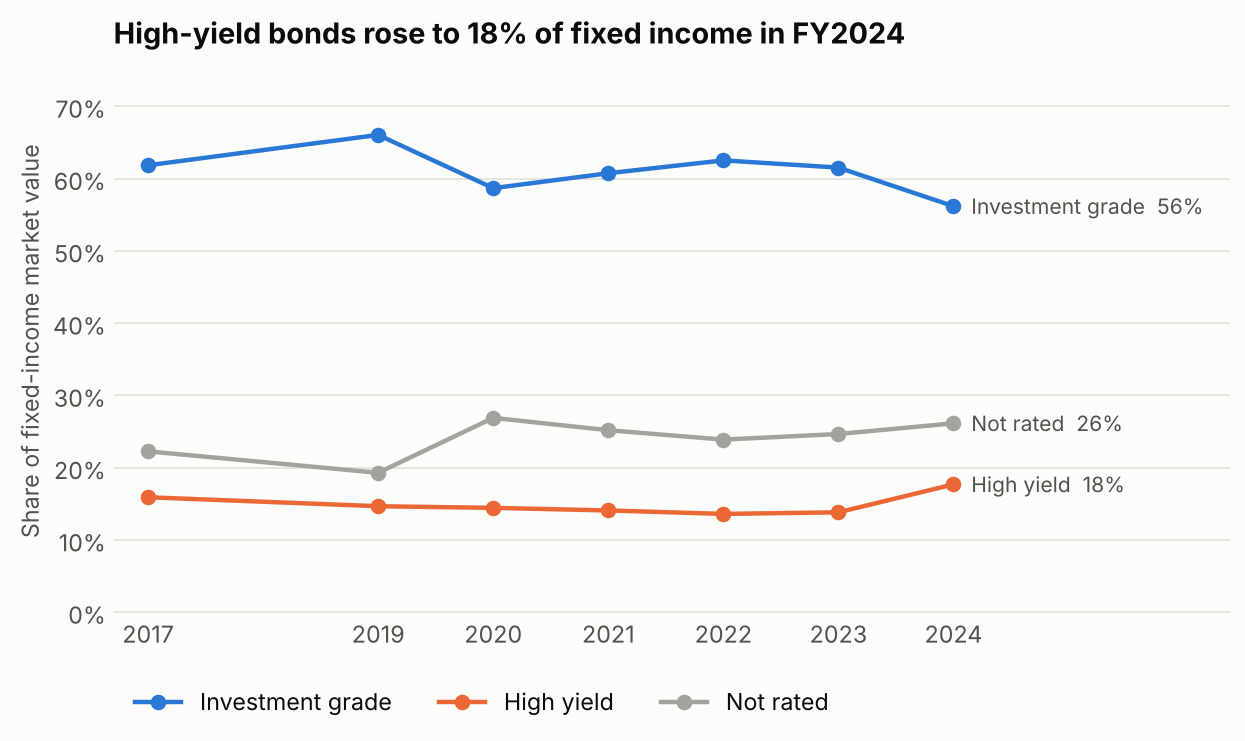 High-yield bonds rose to 18% of fixed income in FY2024
Share of fixed-income market value
70%
60%
50%
40%
30%
20%
10%
0%
Investment grade 56%
Not rated 26%
High yield 18%
2017 2019 2020 2021 2022 2023 2024
Investment grade High yield Not rated